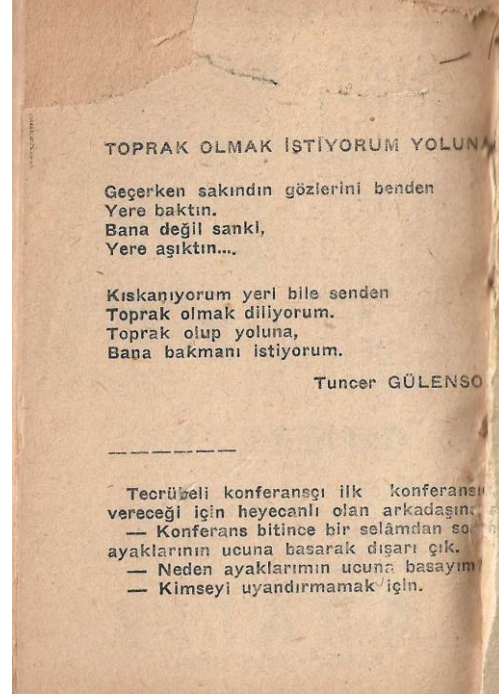 TOPRAK OLMAK İSTİYORUM YOLUNA
Geçerken sakındın gözlerini benden
Yere baktın.
Bana değil sanki,
Yere aşıktın....
Kıskanıyorum yeri bile senden
Toprak olmak diliyorum.
Toprak olup yoluna,
Bana bakmanı istiyorum.
Tuncer GÜLENSO
Tecrübeli konferansçı ilk konferansı
vereceği için heyecanlı olan arkadaşın
— Konferans bitince bir selâmdan
ayaklarının ucuna basarak dışarı çık.
— Neden ayaklarımın ucuna basayım
— Kimseyi uyandırmamak için.